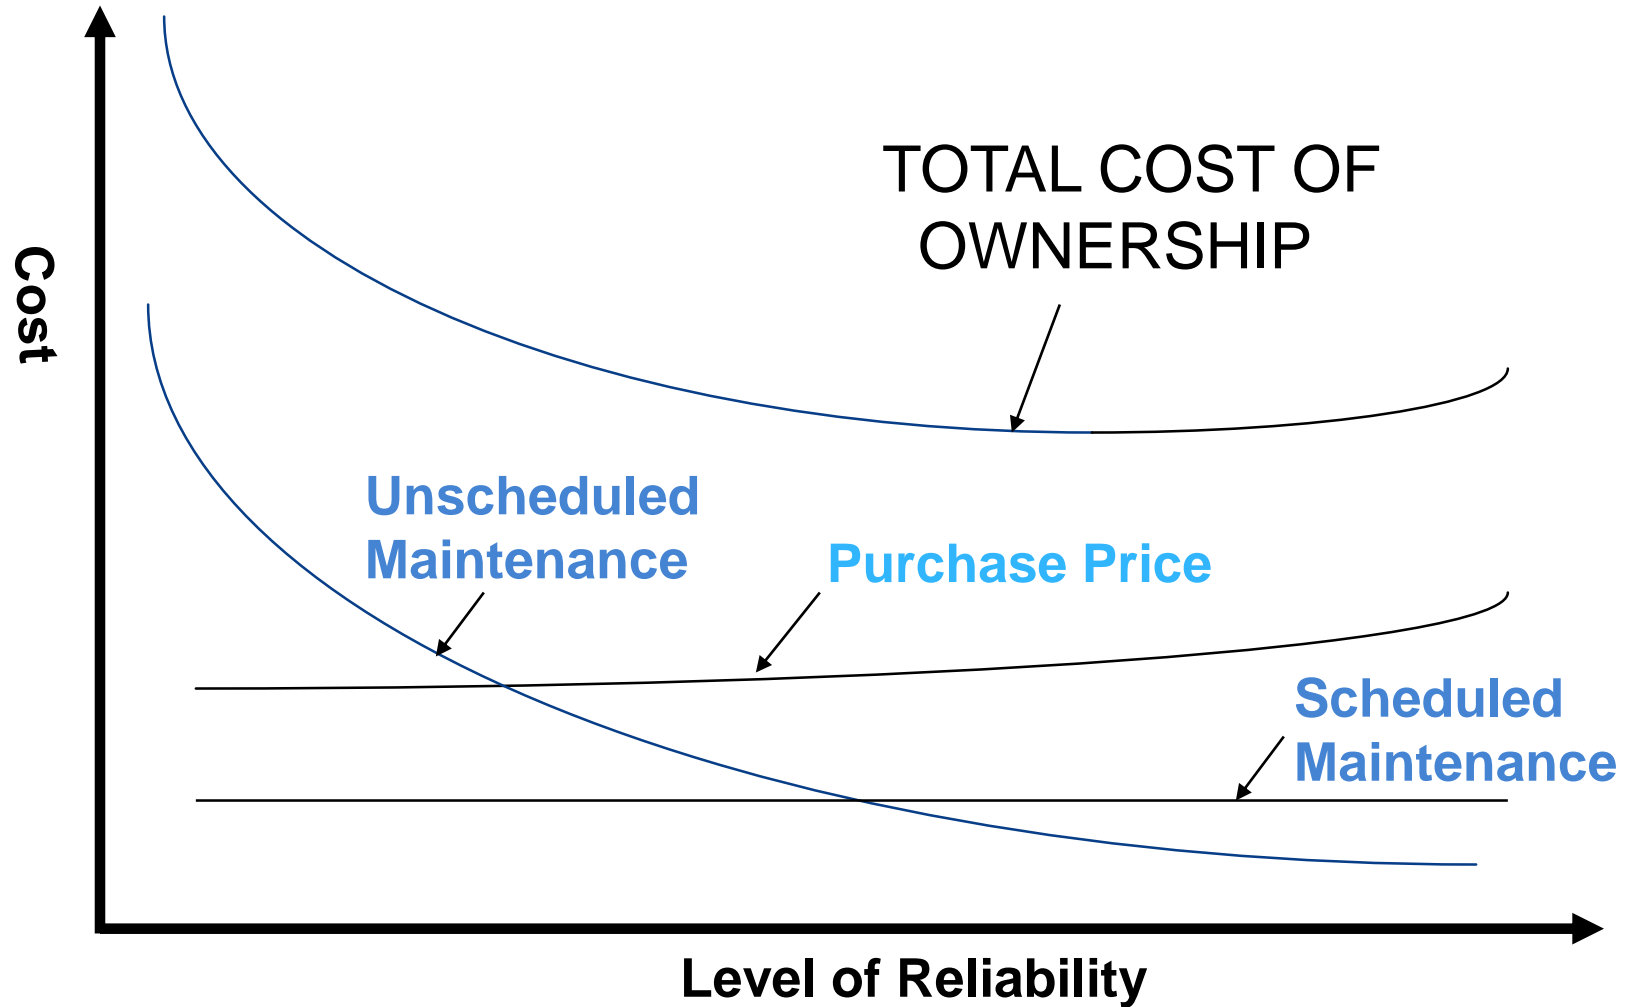 TOTAL COST OF
OWNERSHIP
Cost
Unscheduled
Maintenance
Purchase Price
Scheduled
Maintenance
Level of Reliability